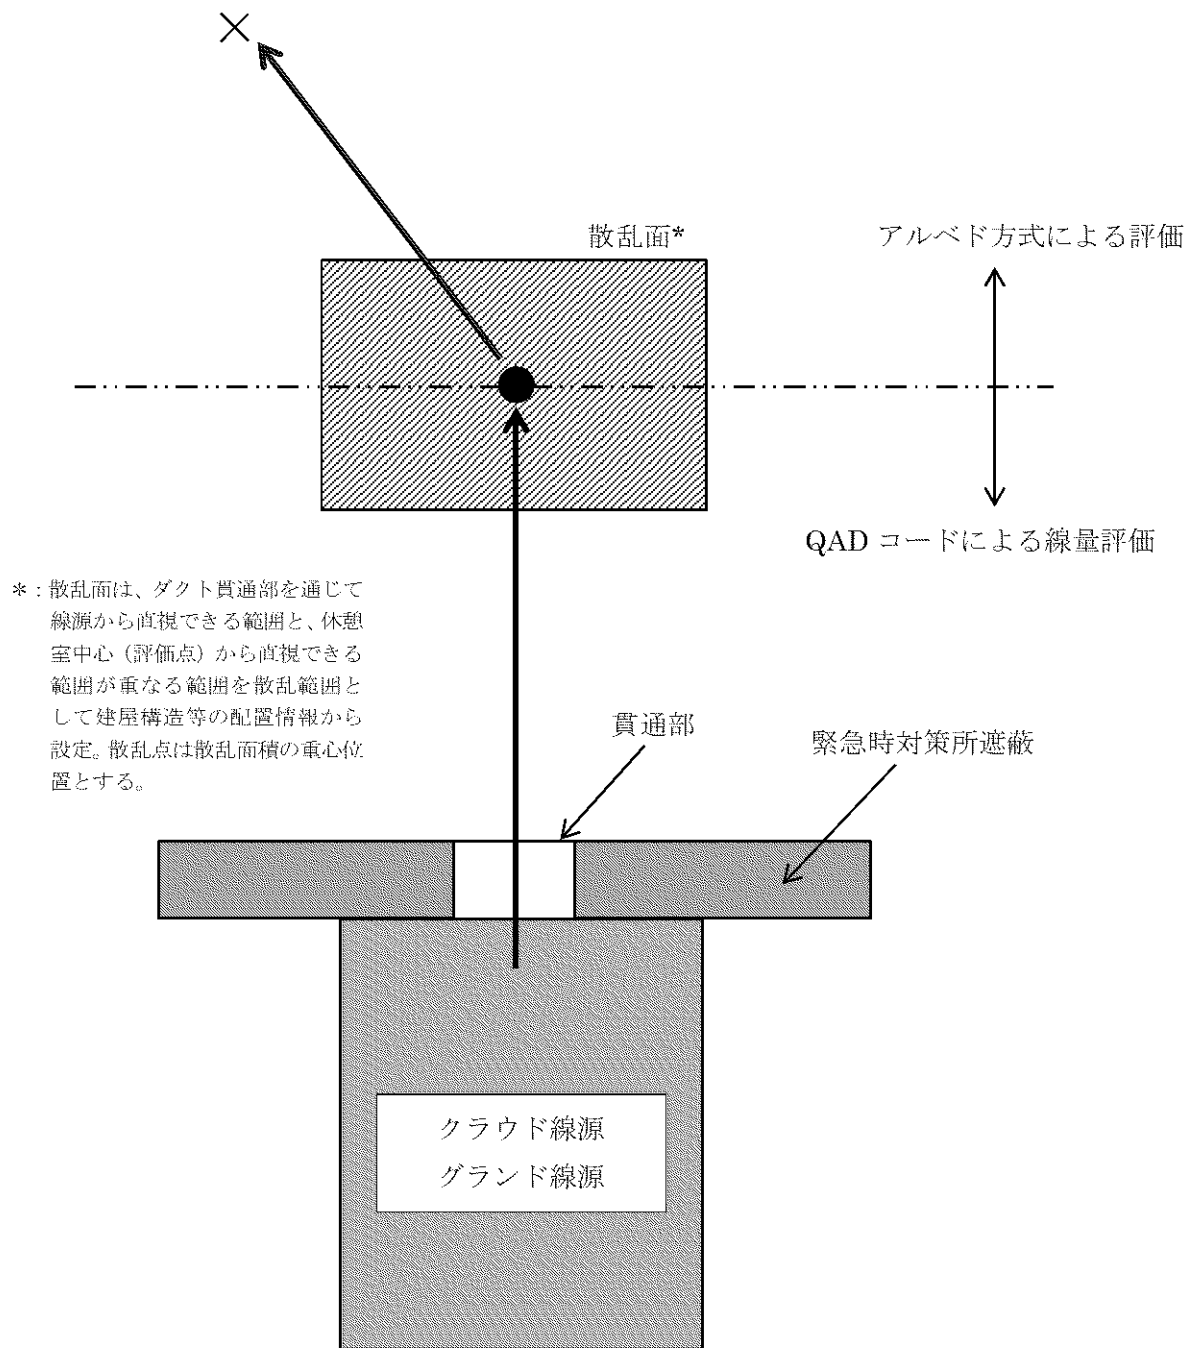 散乱面*
アルベド方式による評価
QAD コードによる線量評価
*：散乱面は、ダクト貫通部を通じて
線源から直視できる範囲と、休憩
室中心（評価点）から直視できる
範囲が重なる範囲を散乱範囲と
して建屋構造等の配置情報から
設定。散乱点は散乱面積の重心位
置とする。
貫通部
緊急時対策所遮蔽
クラウド線源
グランド線源